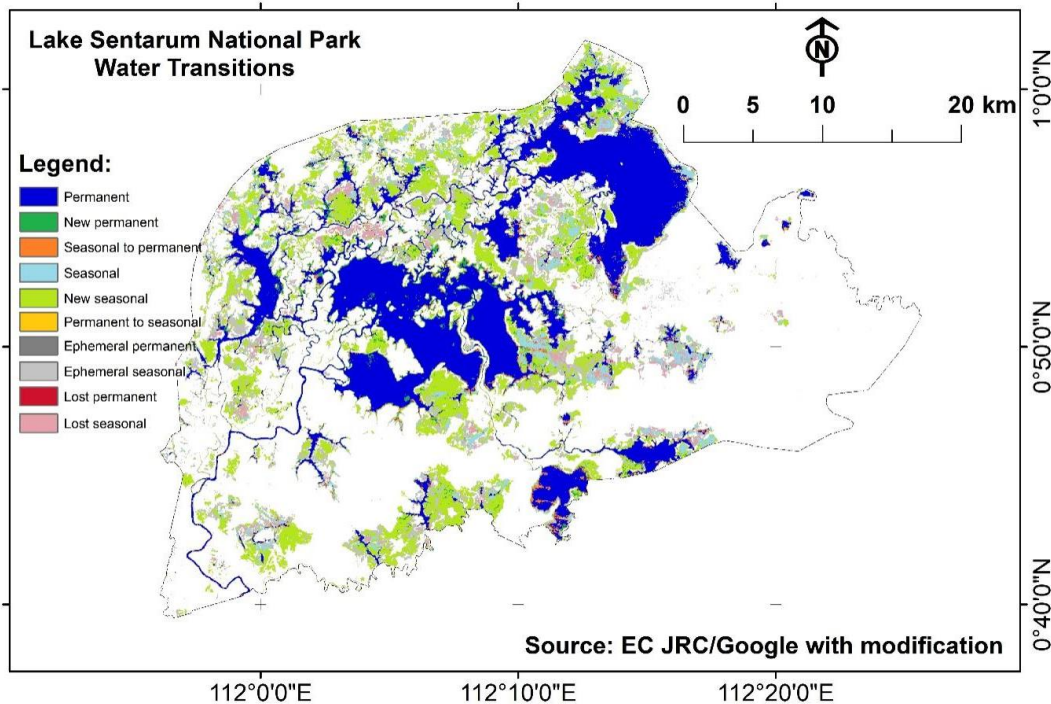 Lake Sentarum National Park
Water Transitions
N
0 5 10 20 km
Legend:
Permanent
New permanent
Seasonal to permanent
Seasonal
New seasonal
Permanent to seasonal
Ephemeral permanent
Ephemeral seasonal
Lost permanent
Lost seasonal
1°0'0"N
0°50'0"N
0°40'0"N
Source: EC JRC/Google with modification
112°0'0"E 112°10'0"E 112°20'0"E